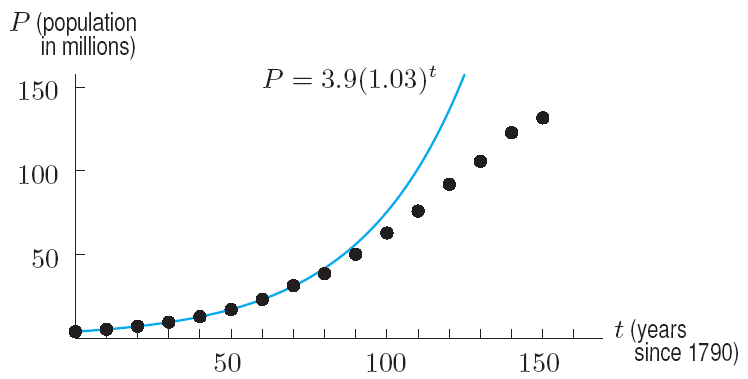 P (population
in millions)
P = 3.9(1.03)^t
150
100
50
50
100
150
t (years
since 1790)